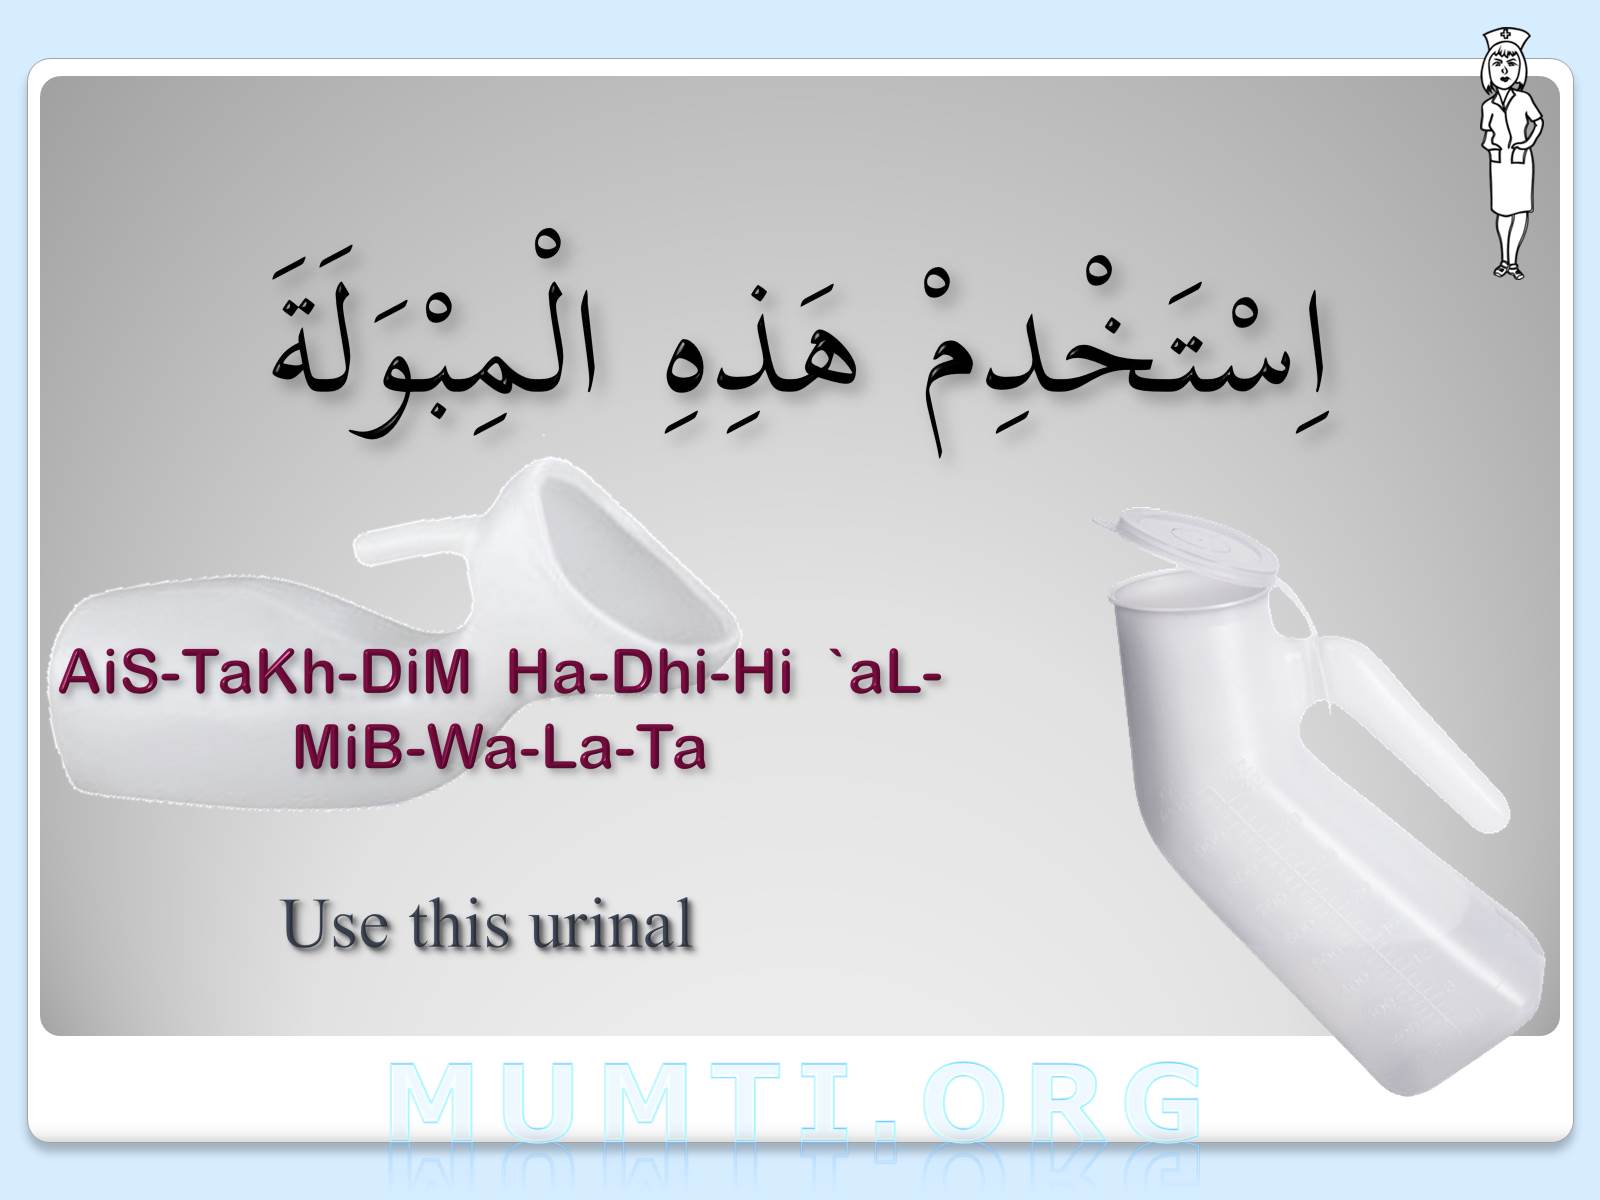 اِسْتَخْدِمْ هَذِهِ الْمِبْوَلَةَ
AiS-TaKh-DiM Ha-Dhi-Hi `aL-
MiB-Wa-La-Ta
Use this urinal
MUMTI.ORG